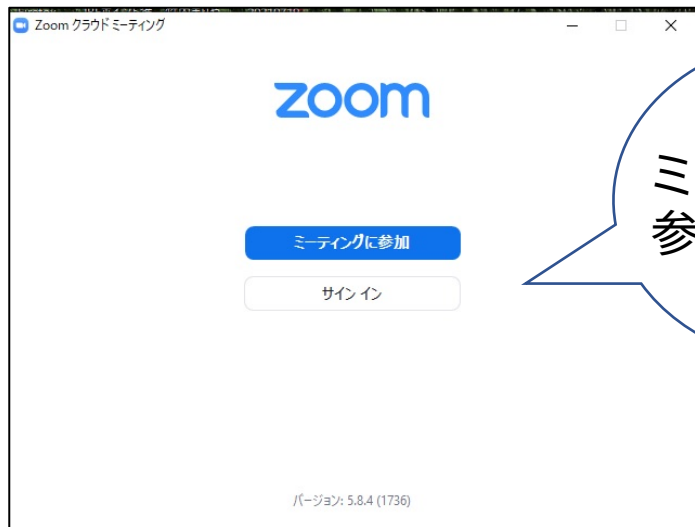 Zoom クラウド ミーティング
zoom
ミーティングに参加
サイン イン
ミ
参
バージョン: 5.8.4 (1736)